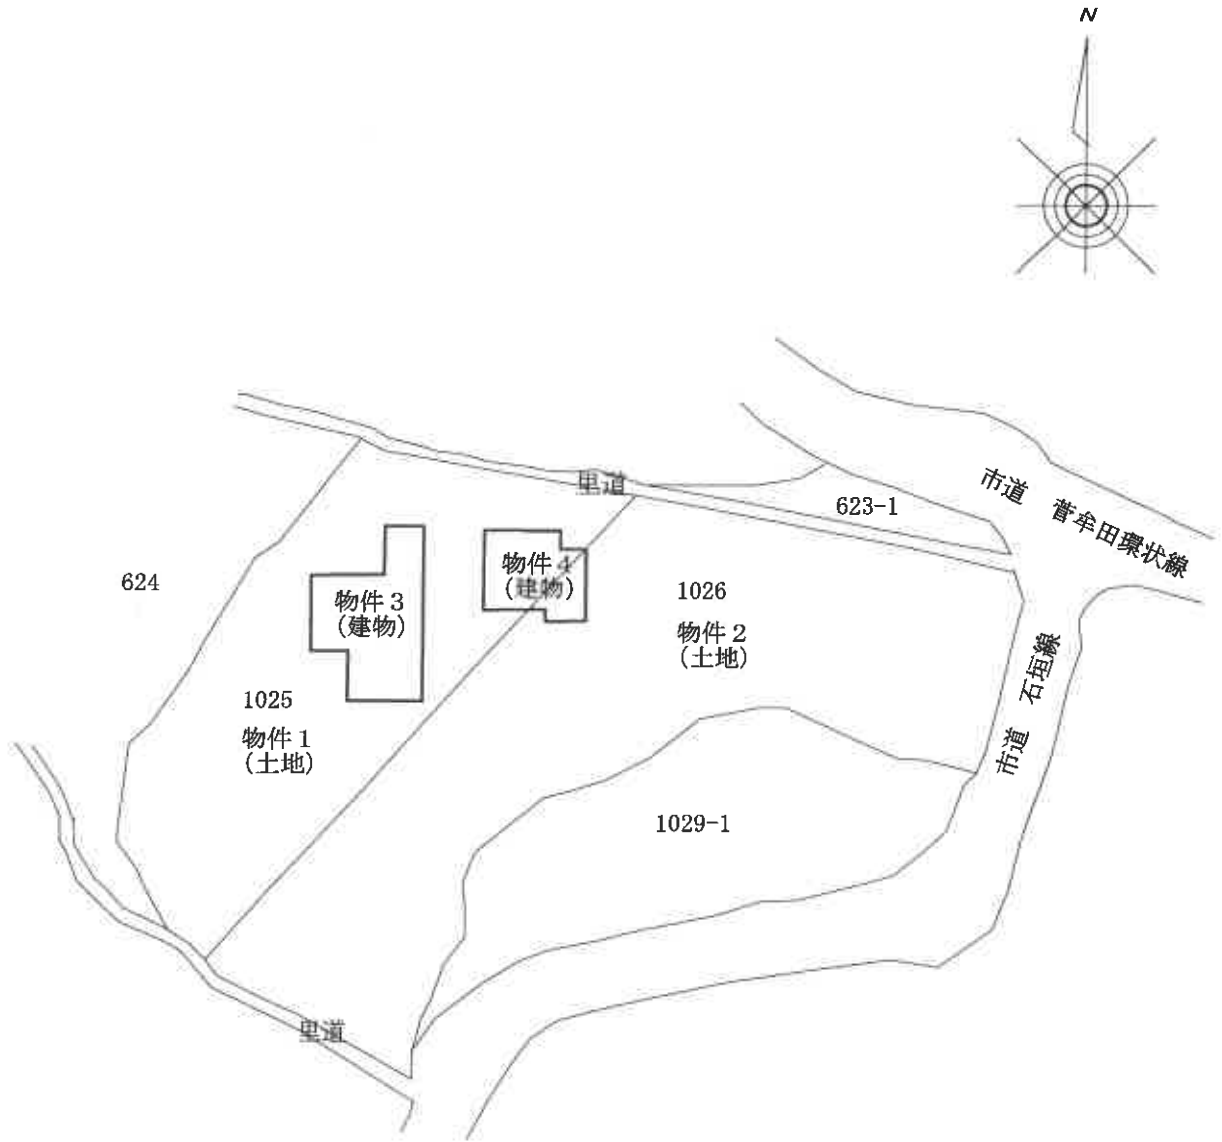 N
市道　菅牟田環状線
里道
623-1
物件４
（建物）
624
物件３
（建物）
1026
物件２
（土地）
市道　石垣線
1025
物件１
（土地）
1029-1
里道